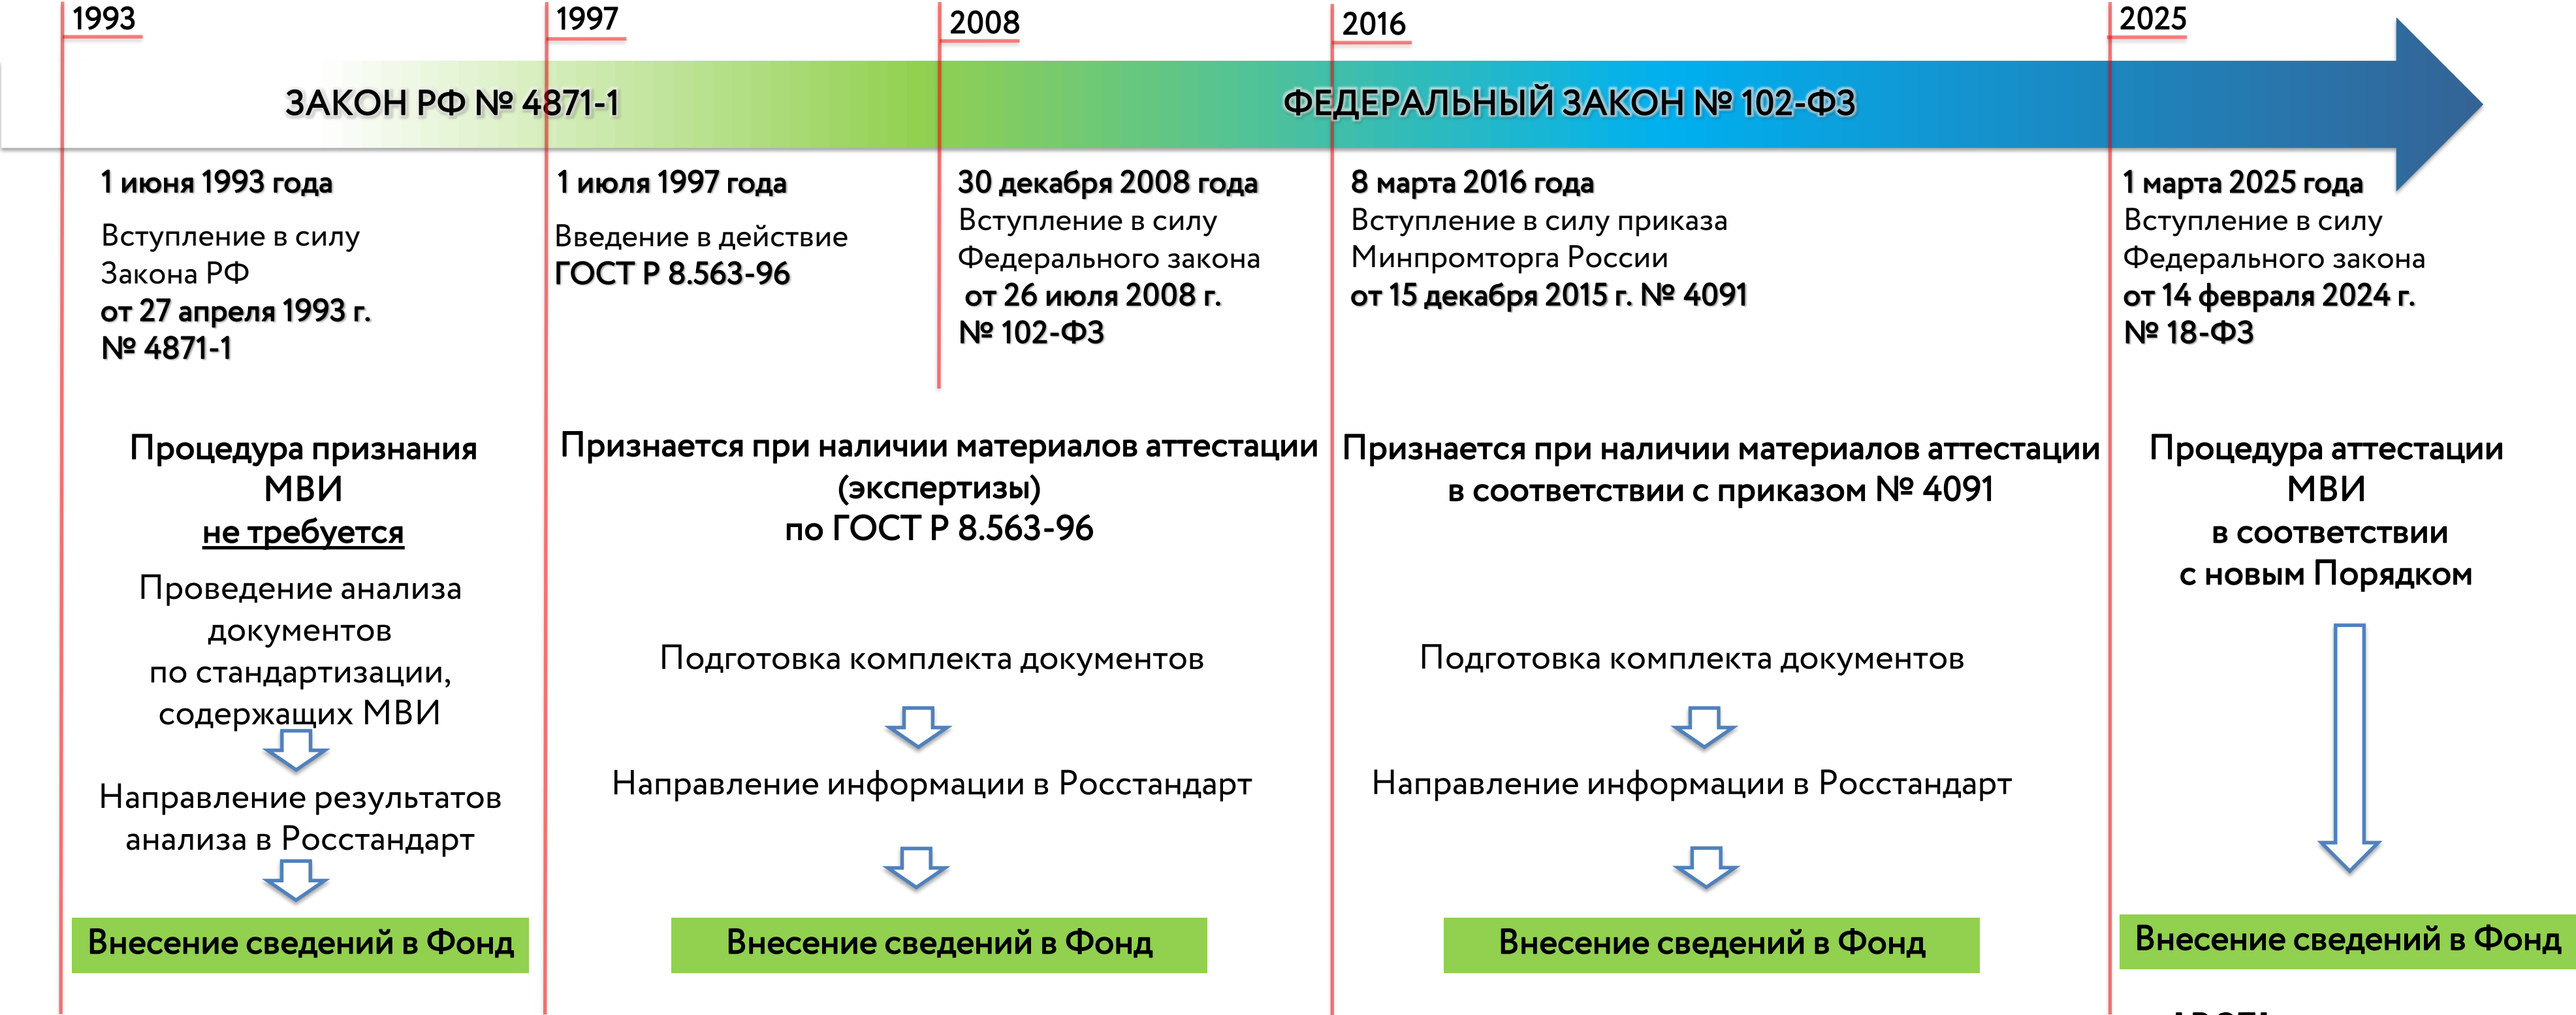 1993
1997
2008
2016
2025
ЗАКОН РФ № 4871-1
ФЕДЕРАЛЬНЫЙ ЗАКОН № 102-ФЗ
1 июня 1993 года
Вступление в силу
Закона РФ
от 27 апреля 1993 г.
№ 4871-1
1 июля 1997 года
Введение в действие
ГОСТ Р 8.563-96
30 декабря 2008 года
Вступление в силу
Федерального закона
от 26 июля 2008 г.
№ 102-ФЗ
8 марта 2016 года
Вступление в силу приказа
Минпромторга России
от 15 декабря 2015 г. № 4091
1 марта 2025 года
Вступление в силу
Федерального закона
от 14 февраля 2024 г.
№ 18-ФЗ
Процедура признания
МВИ
не требуется
Проведение анализа
документов
по стандартизации,
содержащих МВИ
Направление результатов
анализа в Росстандарт
Внесение сведений в Фонд
Признается при наличии материалов аттестации
(экспертизы)
по ГОСТ Р 8.563-96
Подготовка комплекта документов
Направление информации в Росстандарт
Внесение сведений в Фонд
Признается при наличии материалов аттестации
в соответствии с приказом № 4091
Подготовка комплекта документов
Направление информации в Росстандарт
Внесение сведений в Фонд
Процедура аттестации
МВИ
в соответствии
с новым Порядком
Внесение сведений в Фонд